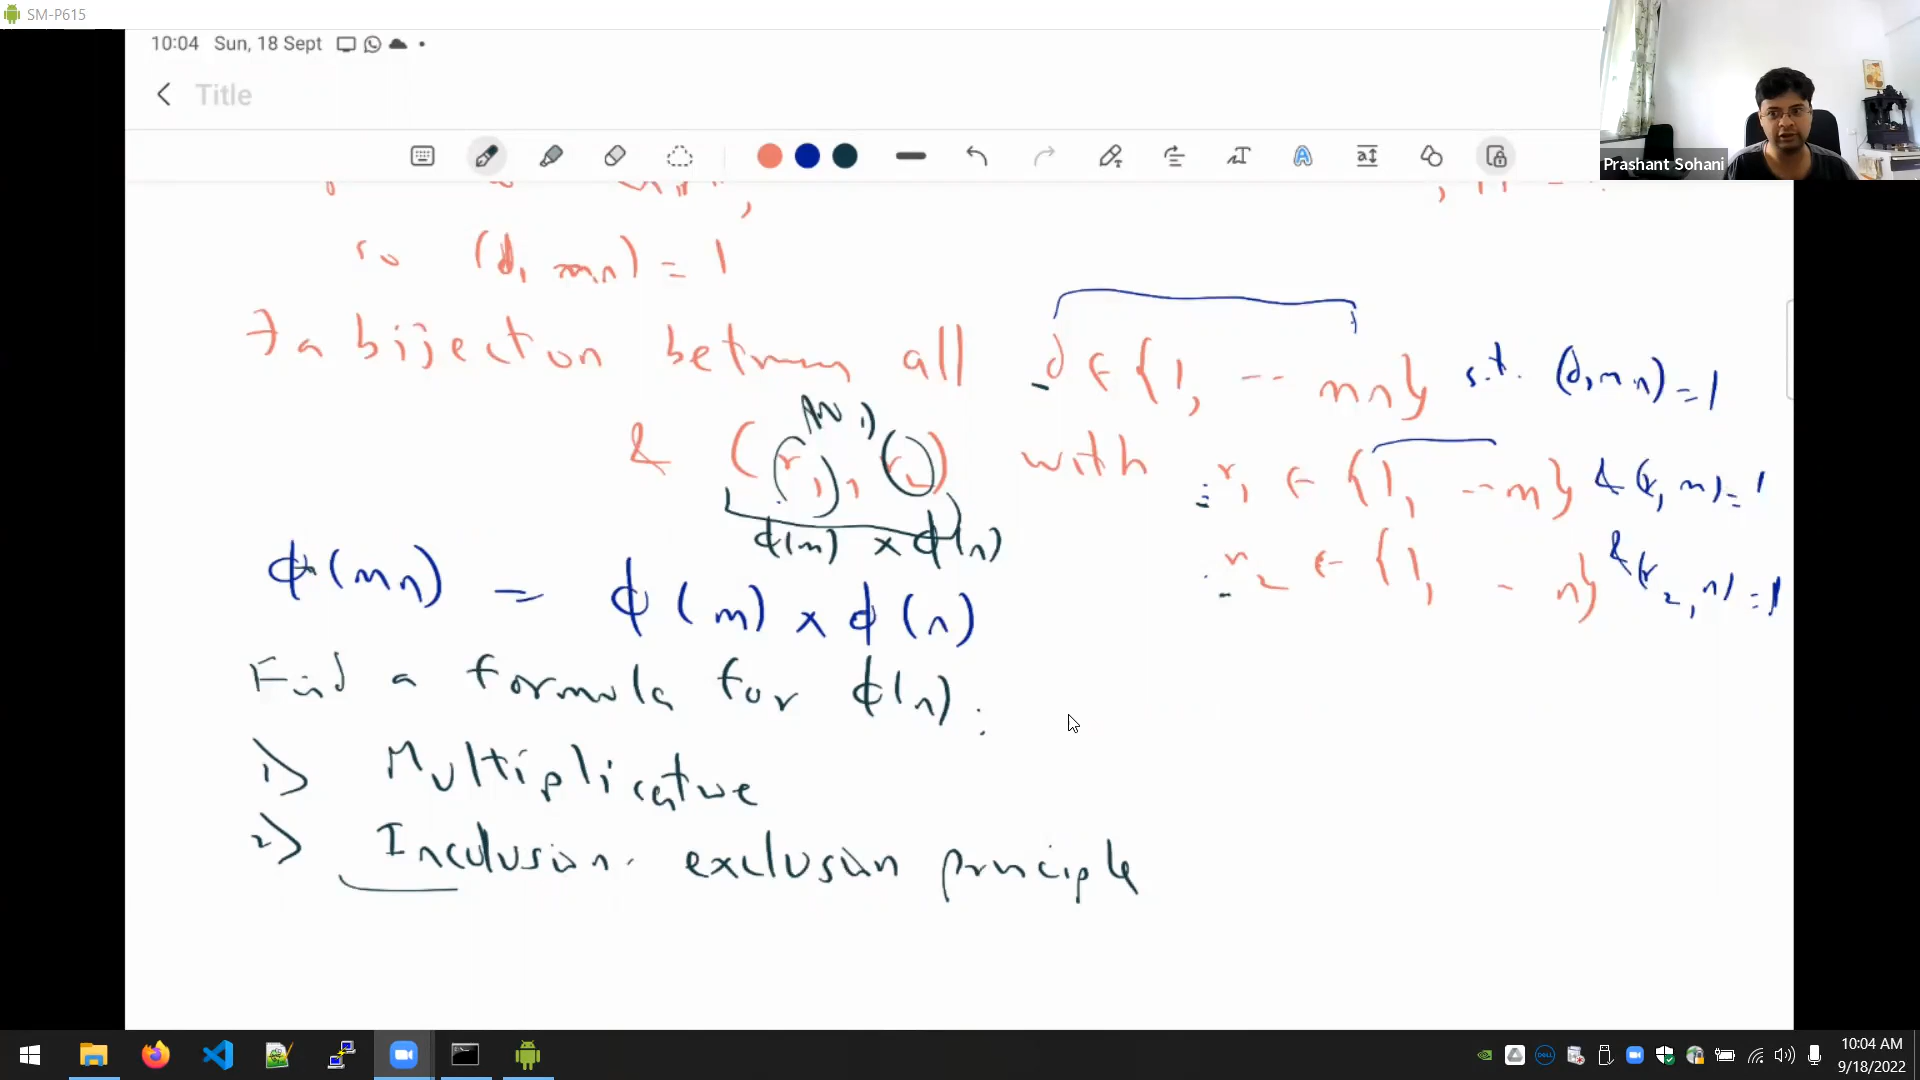 SM-P615
10:04 Sun, 18 Sept
Title
Prashant Sohani
so (d, mn) = 1
∃ a bijection between all d ∈ {1, -- mn} s.t. (d, mn) = 1
& (r1, r2) with r1 ∈ {1, -- m} & (r, m) = 1
ϕ(m) × ϕ(n)
r2 ∈ {1, - n} & (r2, n) = 1
ϕ(mn) = ϕ(m) × ϕ(n)
Find a formula for ϕ(n):
1) Multiplicative
2) Inculusion- exclusion principle
10:04 AM
9/18/2022